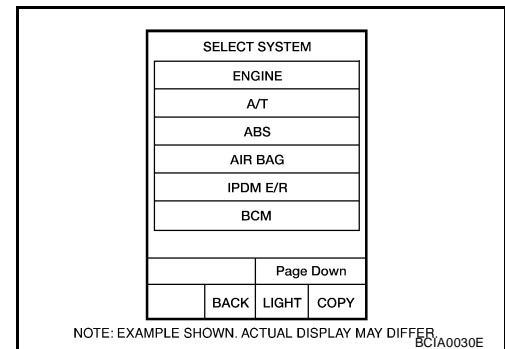 SELECT SYSTEM
ENGINE
A/T
ABS
AIR BAG
IPDM E/R
BCM
Page Down
BACK LIGHT COPY
NOTE: EXAMPLE SHOWN. ACTUAL DISPLAY MAY DIFFER.
BCIA0030E